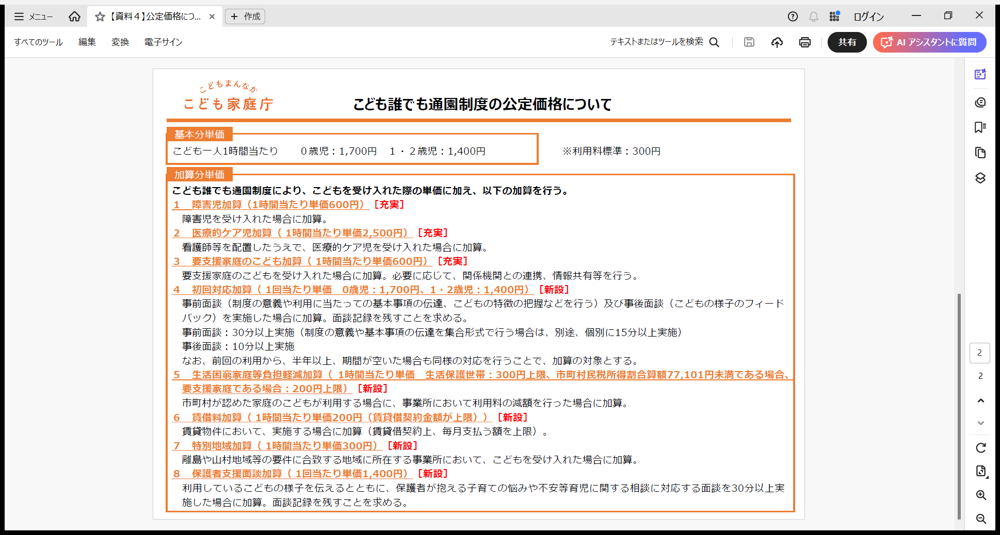 メニュー
【資料４】公定価格につ...
作成
ログイン
すべてのツール 編集 変換 電子サイン
テキストまたはツールを検索
共有
AI アシスタントに質問
こどもまんなか
こども家庭庁
こども誰でも通園制度の公定価格について
基本分単価
こども一人1時間当たり　０歳児：1,700円　１・２歳児：1,400円
※利用料標準：300円
加算分単価
こども誰でも通園制度により、こどもを受け入れた際の単価に加え、以下の加算を行う。
１　障害児加算（1時間当たり単価600円）［充実］
障害児を受け入れた場合に加算。
２　医療的ケア児加算（ 1時間当たり単価2,500円）［充実］
看護師等を配置したうえで、医療的ケア児を受け入れた場合に加算。
３　要支援家庭のこども加算（ 1時間当たり単価600円）［充実］
要支援家庭のこどもを受け入れた場合に加算。必要に応じて、関係機関との連携、情報共有等を行う。
４　初回対応加算（ 1回当たり単価　0歳児：1,700円、1・2歳児：1,400円）［新設］
事前面談（制度の意義や利用に当たっての基本事項の伝達、こどもの特徴の把握などを行う）及び事後面談（こどもの様子のフィード
バック）を実施した場合に加算。面談記録を残すことを求める。
事前面談：30分以上実施（制度の意義や基本事項の伝達を集合形式で行う場合は、別途、個別に15分以上実施）
事後面談：10分以上実施
なお、前回の利用から、半年以上、期間が空いた場合も同様の対応を行うことで、加算の対象とする。
５　生活困窮家庭等負担軽減加算（ 1時間当たり単価　生活保護世帯：300円上限、市町村民税所得割合算額77,101円未満である場合、
要支援家庭である場合：200円上限）［新設］
市町村が認めた家庭のこどもが利用する場合に、事業所において利用料の減額を行った場合に加算。
６　賃借料加算（ 1時間当たり単価200円（賃貸借契約金額が上限））［新設］
賃貸物件において、実施する場合に加算（賃貸借契約上、毎月支払う額を上限）。
７　特別地域加算（ 1時間当たり単価300円）［新設］
離島や山村地域等の要件に合致する地域に所在する事業所において、こどもを受け入れた場合に加算。
８　保護者支援面談加算（ 1回当たり単価1,400円）［新設］
利用しているこどもの様子を伝えるとともに、保護者が抱える子育ての悩みや不安等育児に関する相談に対応する面談を30分以上実
施した場合に加算。面談記録を残すことを求める。
2
2